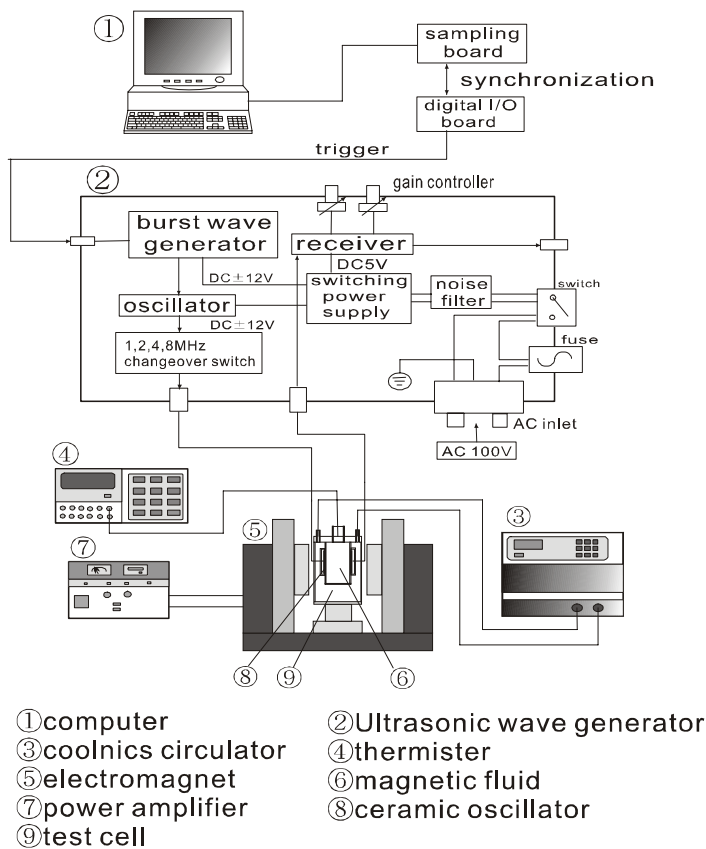 ①
sampling
board
synchronization
digital I/O
board
trigger
②
gain controller
burst wave
generator
receiver
DC5V
DC±12V
switching
power
supply
noise
filter
switch
oscillator
DC±12V
1,2,4,8MHz
changeover switch
fuse
AC inlet
AC 100V
④
⑤
③
⑦
⑧
⑨
⑥
①computer
②Ultrasonic wave generator
③coolnics circulator
④thermister
⑤electromagnet
⑥magnetic fluid
⑦power amplifier
⑧ceramic oscillator
⑨test cell